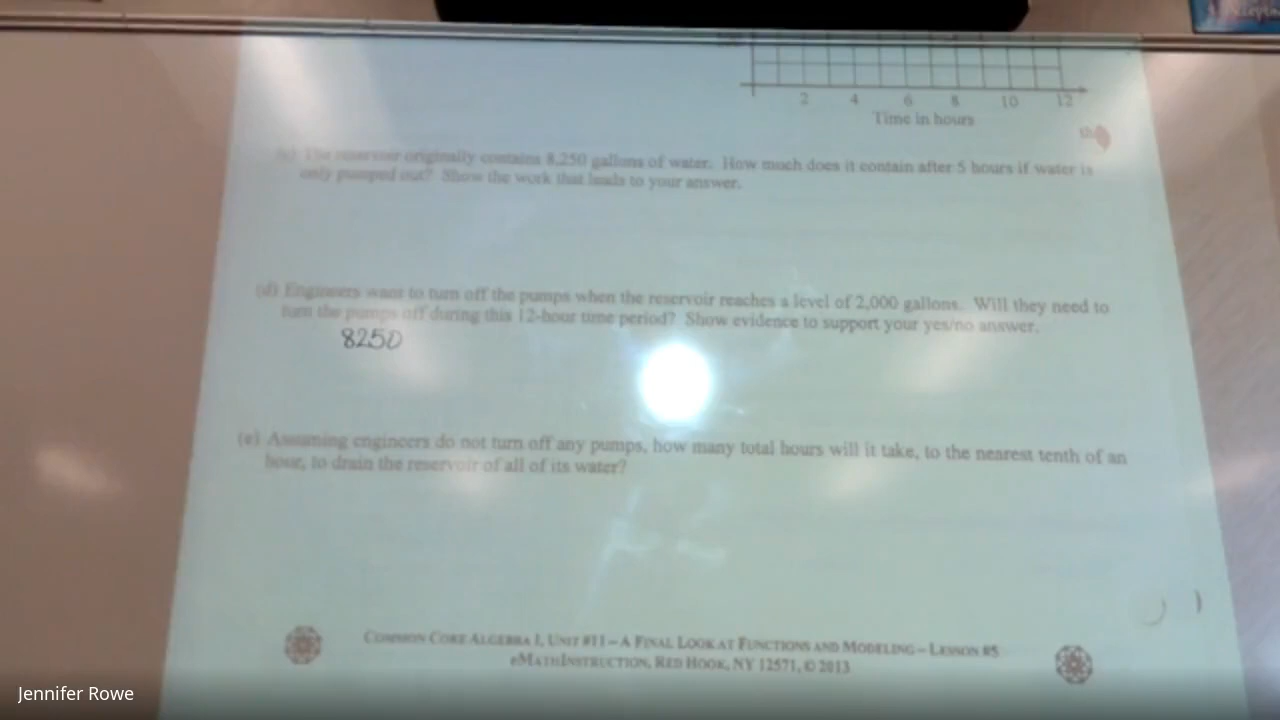 2 4 6 8 10 12
Time in hours
The reservoir originally contains 8,250 gallons of water. How much does it contain after 5 hours if water is
only pumped out? Show the work that leads to your answer.
(d) Engineers want to turn off the pumps when the reservoir reaches a level of 2,000 gallons. Will they need to
turn the pumps off during this 12-hour time period? Show evidence to support your yes/no answer.
8250
(e) Assuming engineers do not turn off any pumps, how many total hours will it take, to the nearest tenth of an
hour, to drain the reservoir of all of its water?
COMMON CORE ALGEBRA I, UNIT #11 – A FINAL LOOK AT FUNCTIONS AND MODELING – LESSON #5
eMATHINSTRUCTION, RED HOOK, NY 12571, © 2013
Jennifer Rowe